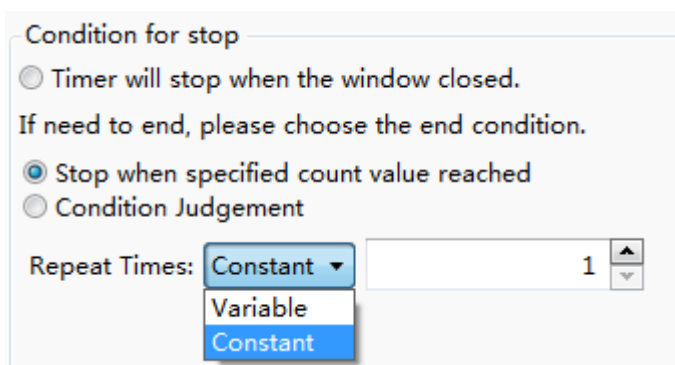 Condition for stop
Timer will stop when the window closed.
If need to end, please choose the end condition.
Stop when specified count value reached
Condition Judgement
Repeat Times: Constant 1
Variable
Constant